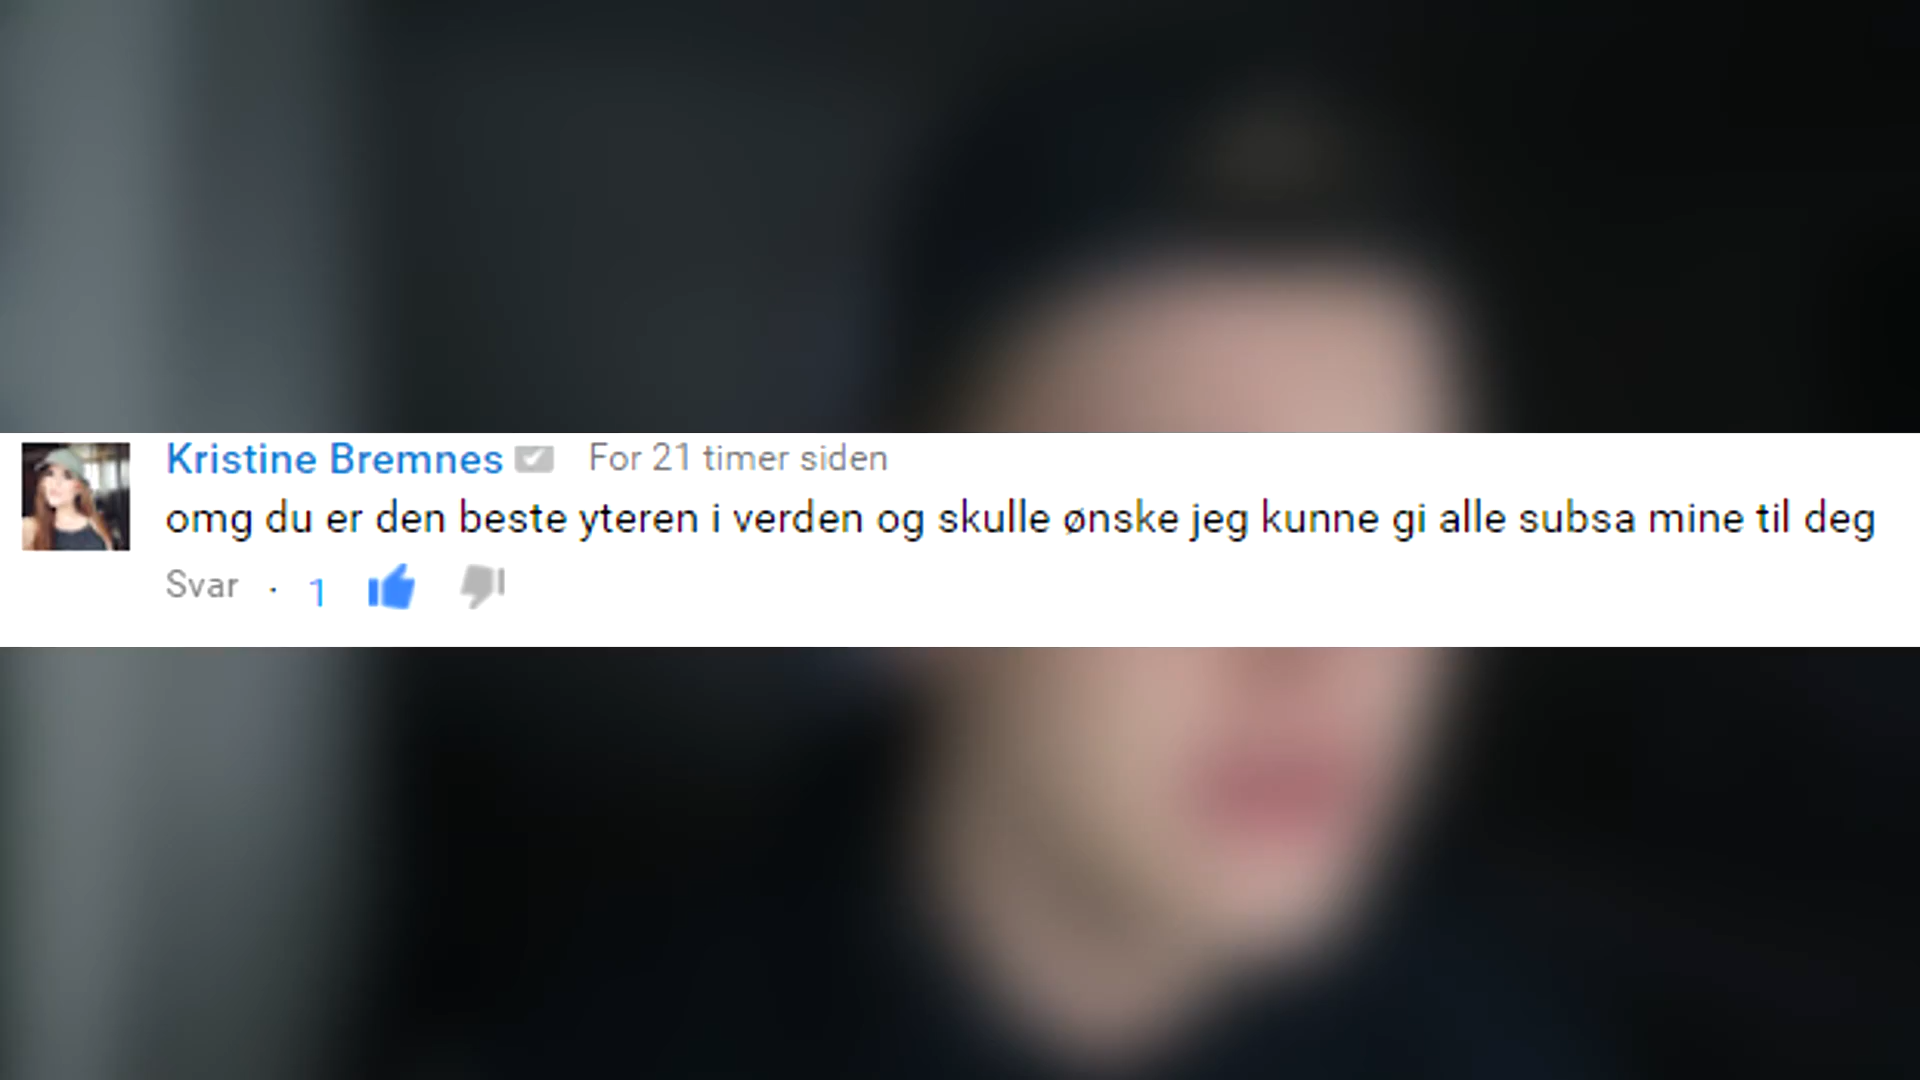 Kristine Bremnes For 21 timer siden
omg du er den beste yteren i verden og skulle ønske jeg kunne gi alle subsa mine til deg
Svar · 1